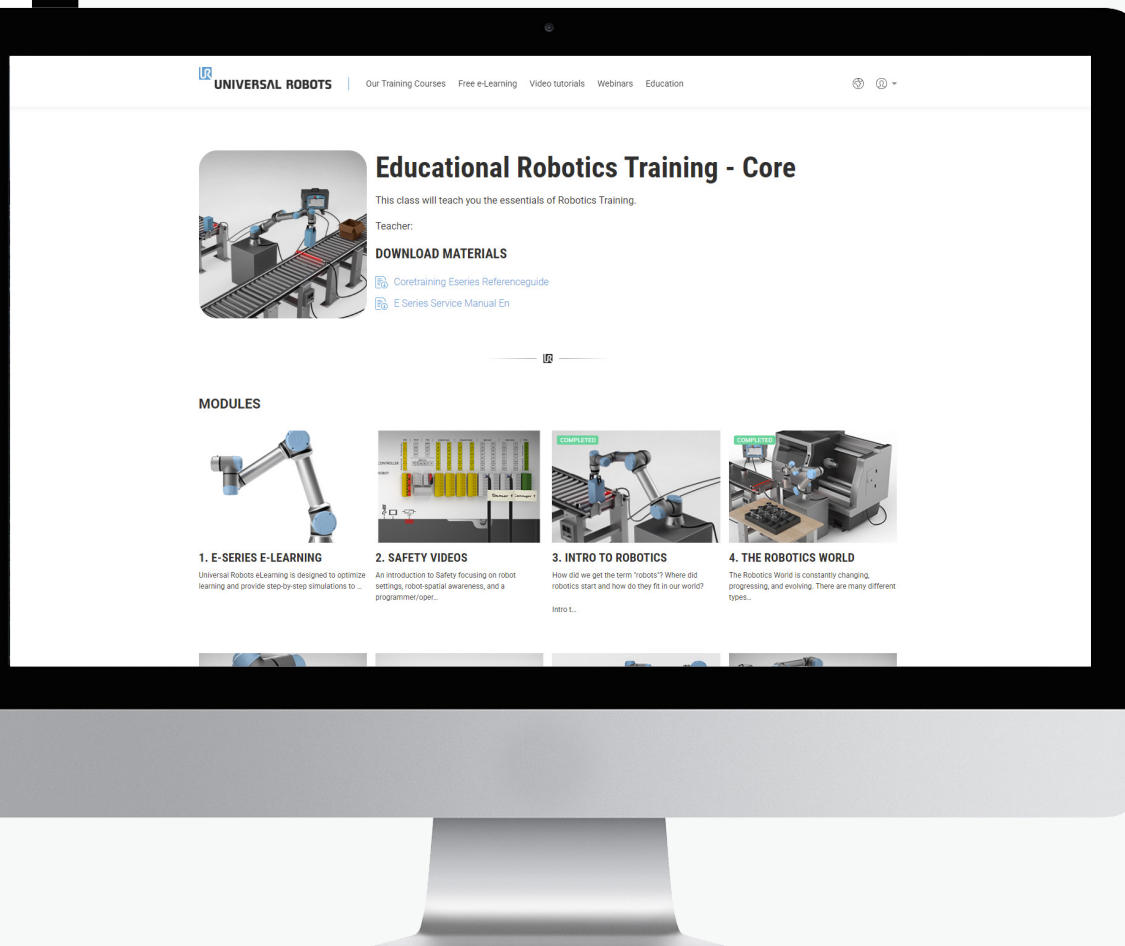 UNIVERSAL ROBOTS
Our Training Courses Free e-Learning Video tutorials Webinars Education
Educational Robotics Training - Core
This class will teach you the essentials of Robotics Training.
Teacher:
DOWNLOAD MATERIALS
Coretraining Eseries Referenceguide
E Series Service Manual En
MODULES
1. E-SERIES E-LEARNING
Universal Robots eLearning is designed to optimize
learning and provide step-by-step simulations to ...
2. SAFETY VIDEOS
An introduction to Safety focusing on robot
settings, robot-spatial awareness, and a
programmer/oper...
COMPLETED
3. INTRO TO ROBOTICS
How did we get the term "robots"? Where did
robotics start and how do they fit in our world?
Intro t...
COMPLETED
4. THE ROBOTICS WORLD
The Robotics World is constantly changing,
progressing, and evolving. There are many different
types...